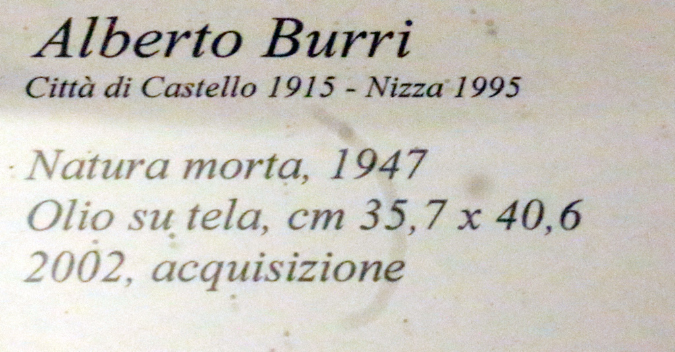 Alberto Burri
Città di Castello 1915 - Nizza 1995
Natura morta, 1947
Olio su tela, cm 35,7 x 40,6
2002, acquisizione